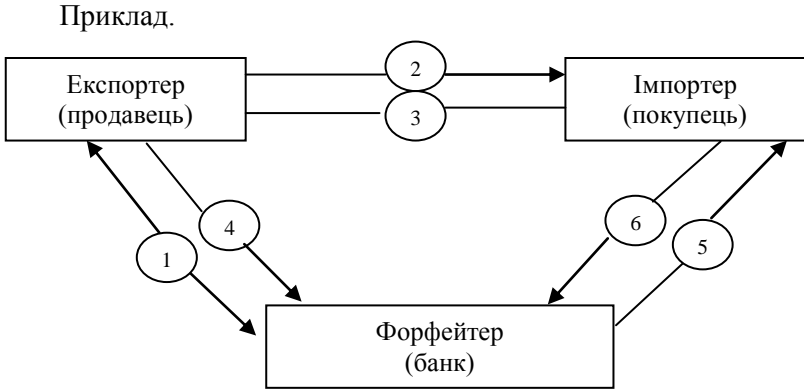 Приклад.
Експортер
(продавець)
2
3
Імпортер
(покупець)
1
4
6
5
Форфейтер
(банк)